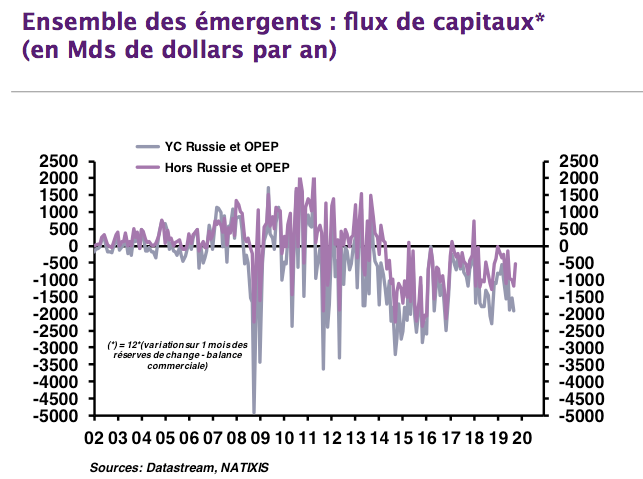 Ensemble des émergents : flux de capitaux*
(en Mds de dollars par an)
YC Russie et OPEP
Hors Russie et OPEP
2500 2500
2000 2000
1500 1500
1000 1000
500 500
0 0
-500 -500
-1000 -1000
-1500 -1500
-2000 -2000
-2500 -2500
-3000 -3000
-3500 -3500
-4000 -4000
-4500 -4500
-5000 -5000
(*) = 12*(variation sur 1 mois des
réserves de change - balance
commerciale)
02 03 04 05 06 07 08 09 10 11 12 13 14 15 16 17 18 19 20
Sources: Datastream, NATIXIS